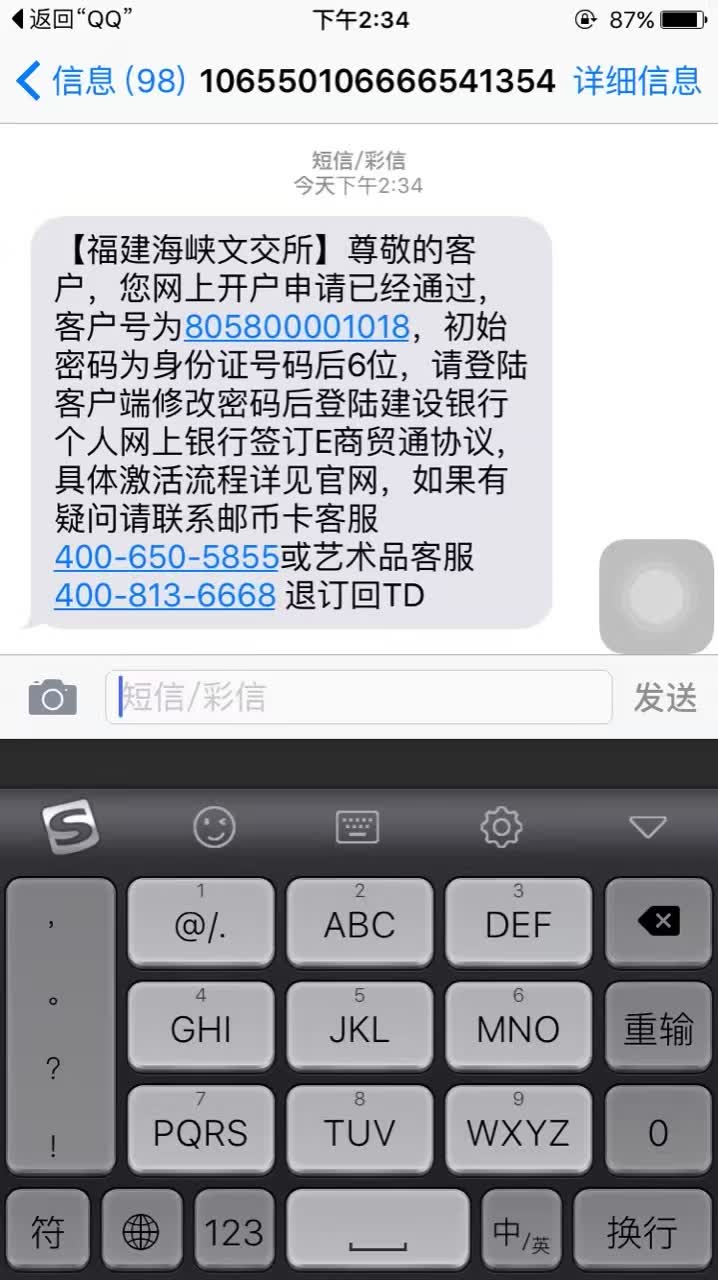 返回“QQ”
下午2:34
87%
信息 (98)
106550106666541354
详细信息
短信/彩信
今天下午2:34
【福建海峡文交所】尊敬的客
户，您网上开户申请已经通过，
客户号为805800001018，初始
密码为身份证号码后6位，请登陆
客户端修改密码后登陆建设银行
个人网上银行签订E商贸通协议，
具体激活流程详见官网，如果有
疑问请联系邮币卡客服
400-650-5855或艺术品客服
400-813-6668 退订回TD
短信/彩信
发送
S
，
。
?
!
1
@/.
2
ABC
3
DEF
4
GHI
5
JKL
6
MNO
重输
7
PQRS
8
TUV
9
WXYZ
0
符
123
中/英
换行